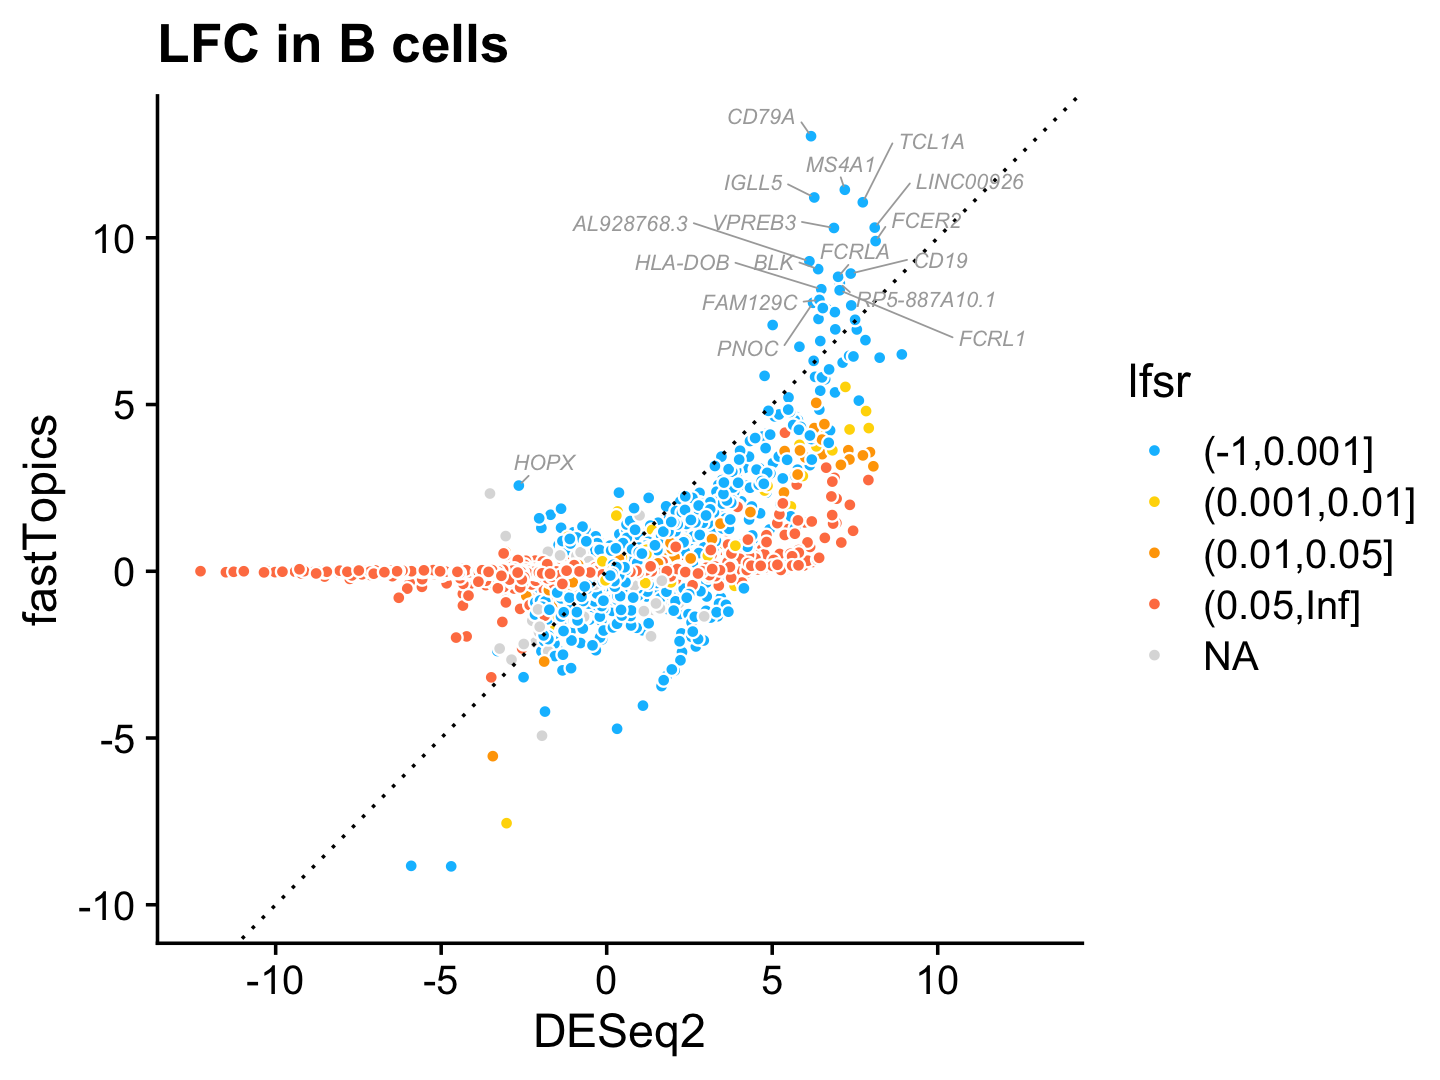 LFC in B cells
CD79A
TCL1A
MS4A1
IGLL5
LINC00926
AL928768.3
VPREB3
FCER2
FCRLA
HLA-DOB
BLK
CD19
FAM129C
RP5-887A10.1
PNOC
FCRL1
HOPX
10
5
0
-5
-10
fastTopics
-10
-5
0
5
10
DESeq2
lfsr
(-1,0.001]
(0.001,0.01]
(0.01,0.05]
(0.05,Inf]
NA